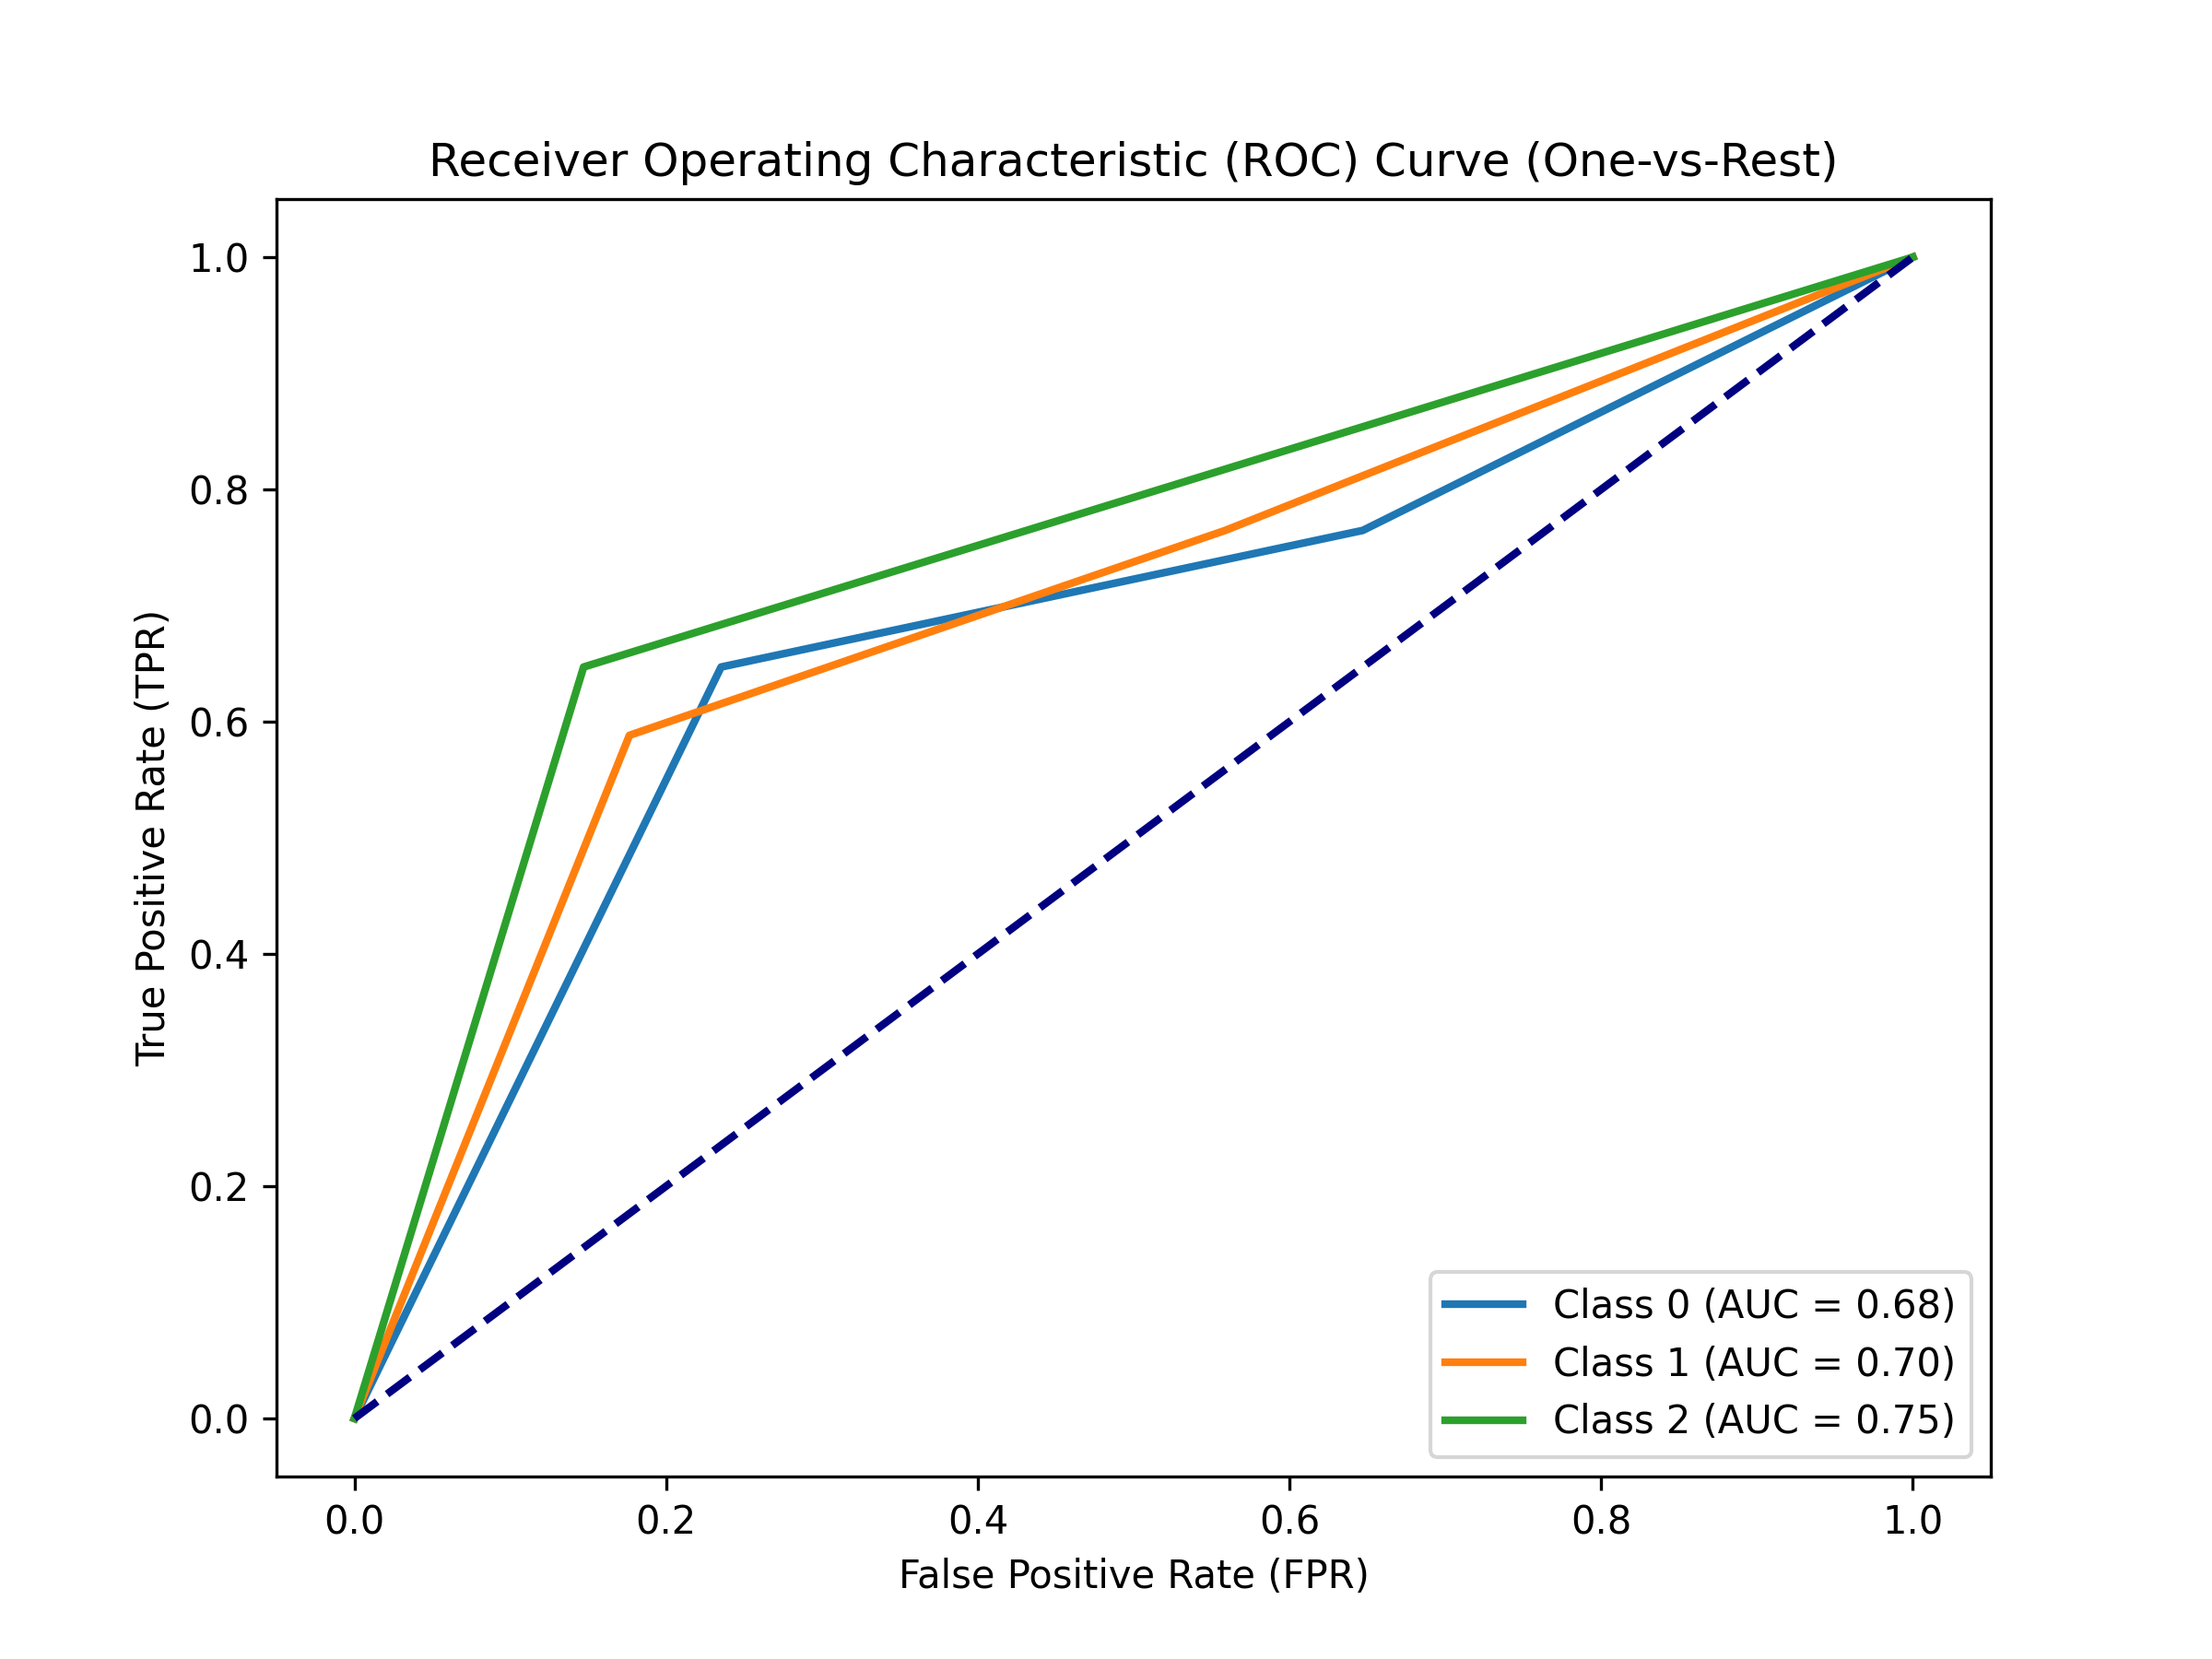 Receiver Operating Characteristic (ROC) Curve (One-vs-Rest)
True Positive Rate (TPR)
1.0
0.8
0.6
0.4
0.2
0.0
0.0 0.2 0.4 0.6 0.8 1.0
False Positive Rate (FPR)
Class 0 (AUC = 0.68)
Class 1 (AUC = 0.70)
Class 2 (AUC = 0.75)